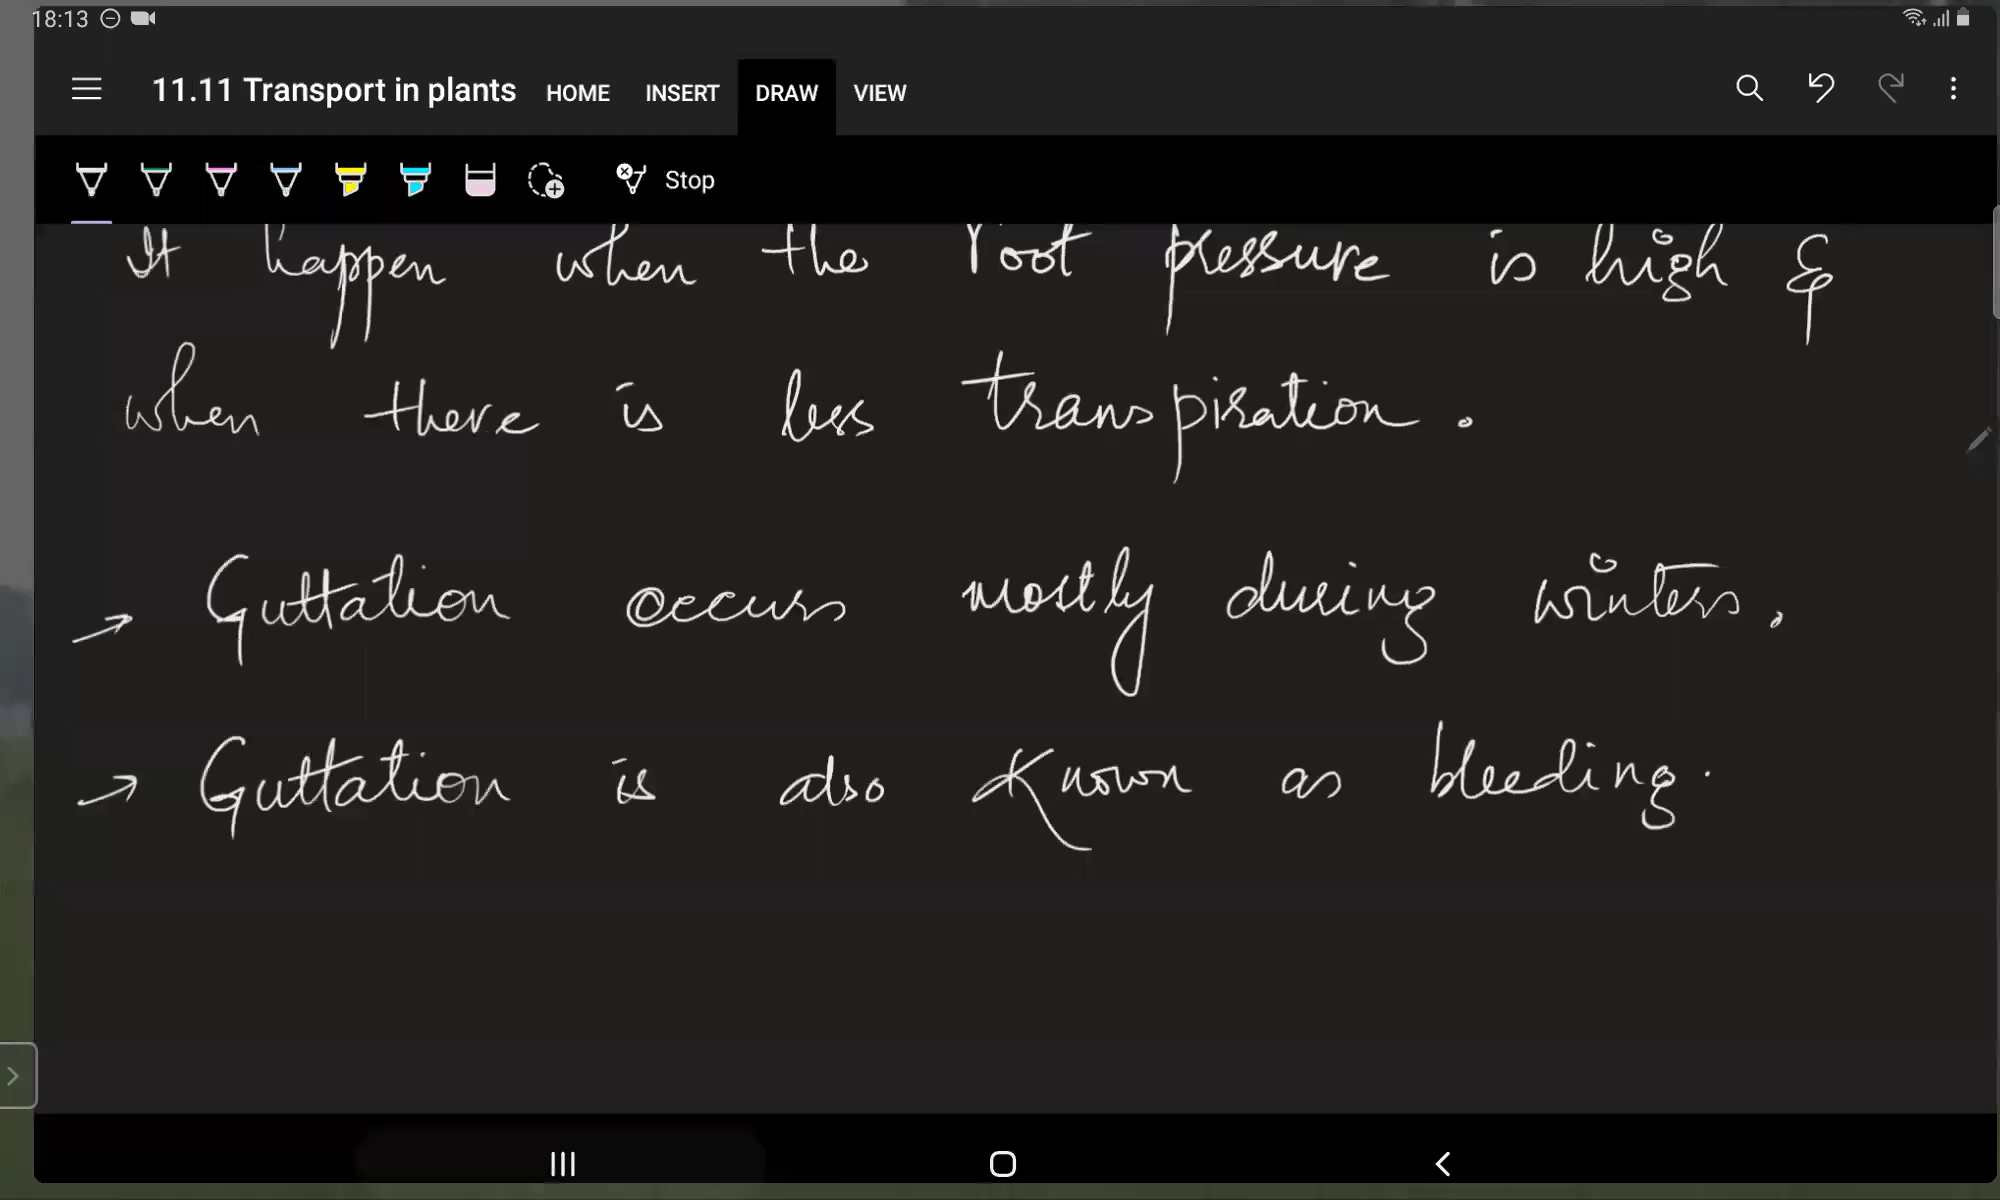 18:13
11.11 Transport in plants HOME INSERT DRAW VIEW
Stop
It happen when the root pressure is high &
when there is less transpiration.
→ Guttation occurs mostly during winters.
→ Guttation is also known as bleeding.